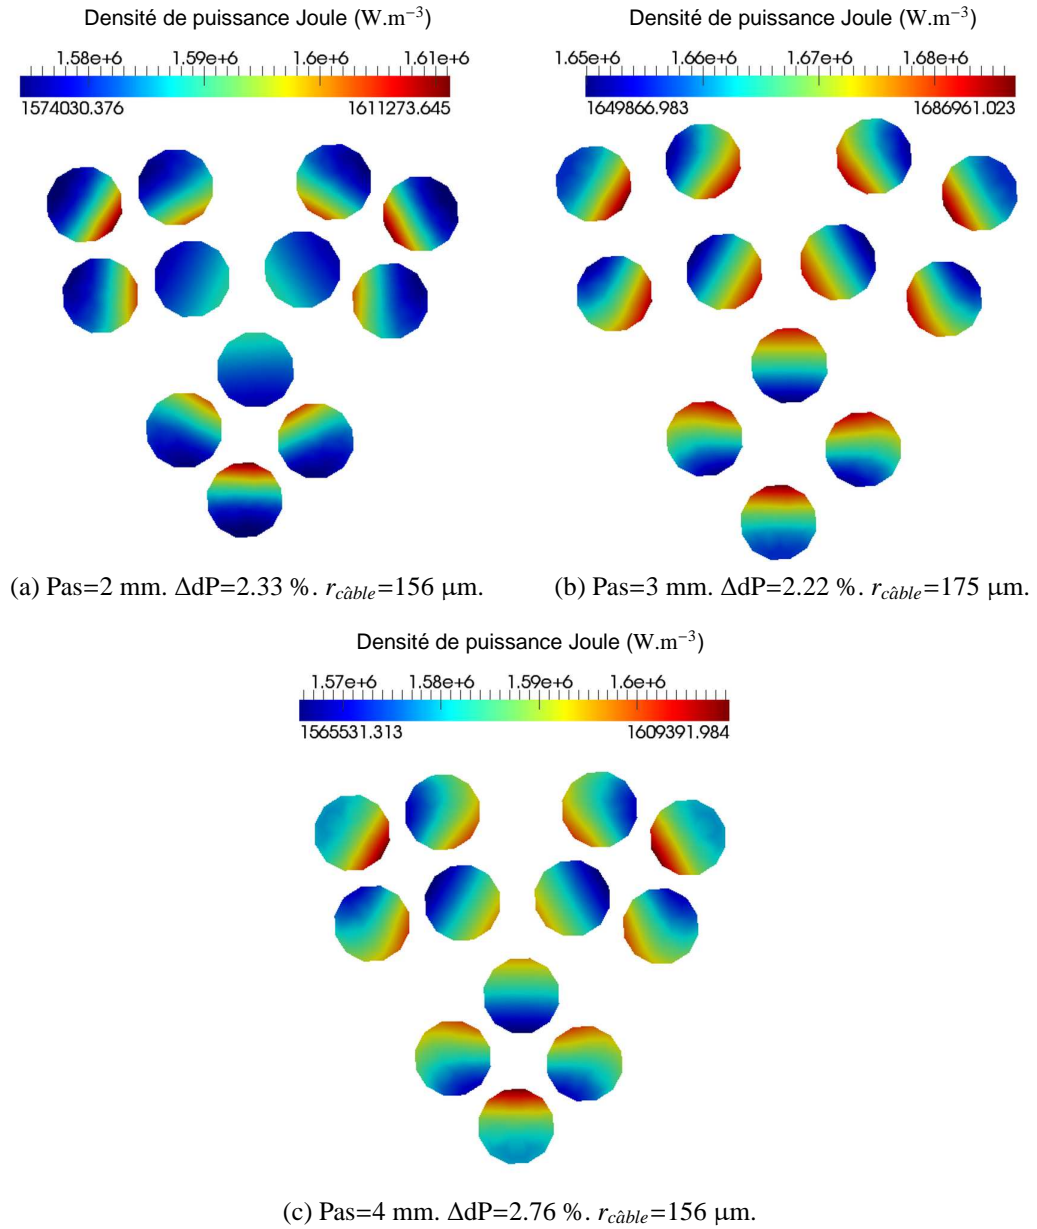 Densité de puissance Joule (W.m⁻³)
1.58e+6 1.59e+6 1.6e+6 1.61e+6
1574030.376 1611273.645
Densité de puissance Joule (W.m⁻³)
1.65e+6 1.66e+6 1.67e+6 1.68e+6
1649866.983 1686961.023
(a) Pas=2 mm. ΔdP=2.33 %. r_câble=156 µm.
(b) Pas=3 mm. ΔdP=2.22 %. r_câble=175 µm.
Densité de puissance Joule (W.m⁻³)
1.57e+6 1.58e+6 1.59e+6 1.6e+6
1565531.313 1609391.984
(c) Pas=4 mm. ΔdP=2.76 %. r_câble=156 µm.